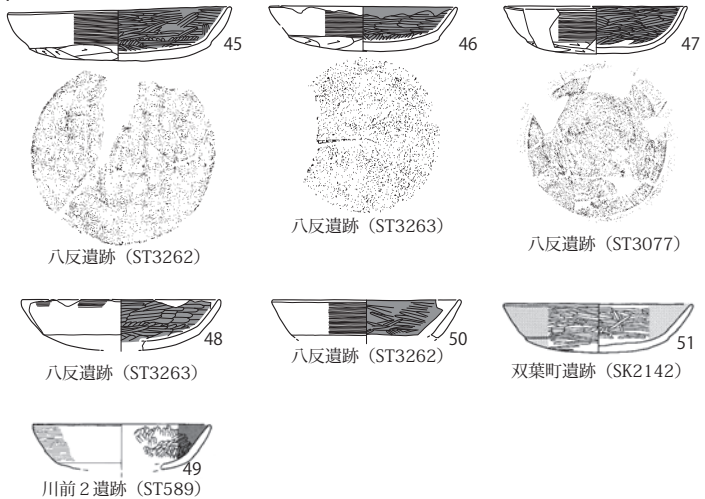 45
46
47
八反遺跡（ST3262）
八反遺跡（ST3263）
八反遺跡（ST3077）
48
50
51
八反遺跡（ST3263）
八反遺跡（ST3262）
双葉町遺跡（SK2142）
49
川前２遺跡（ST589）